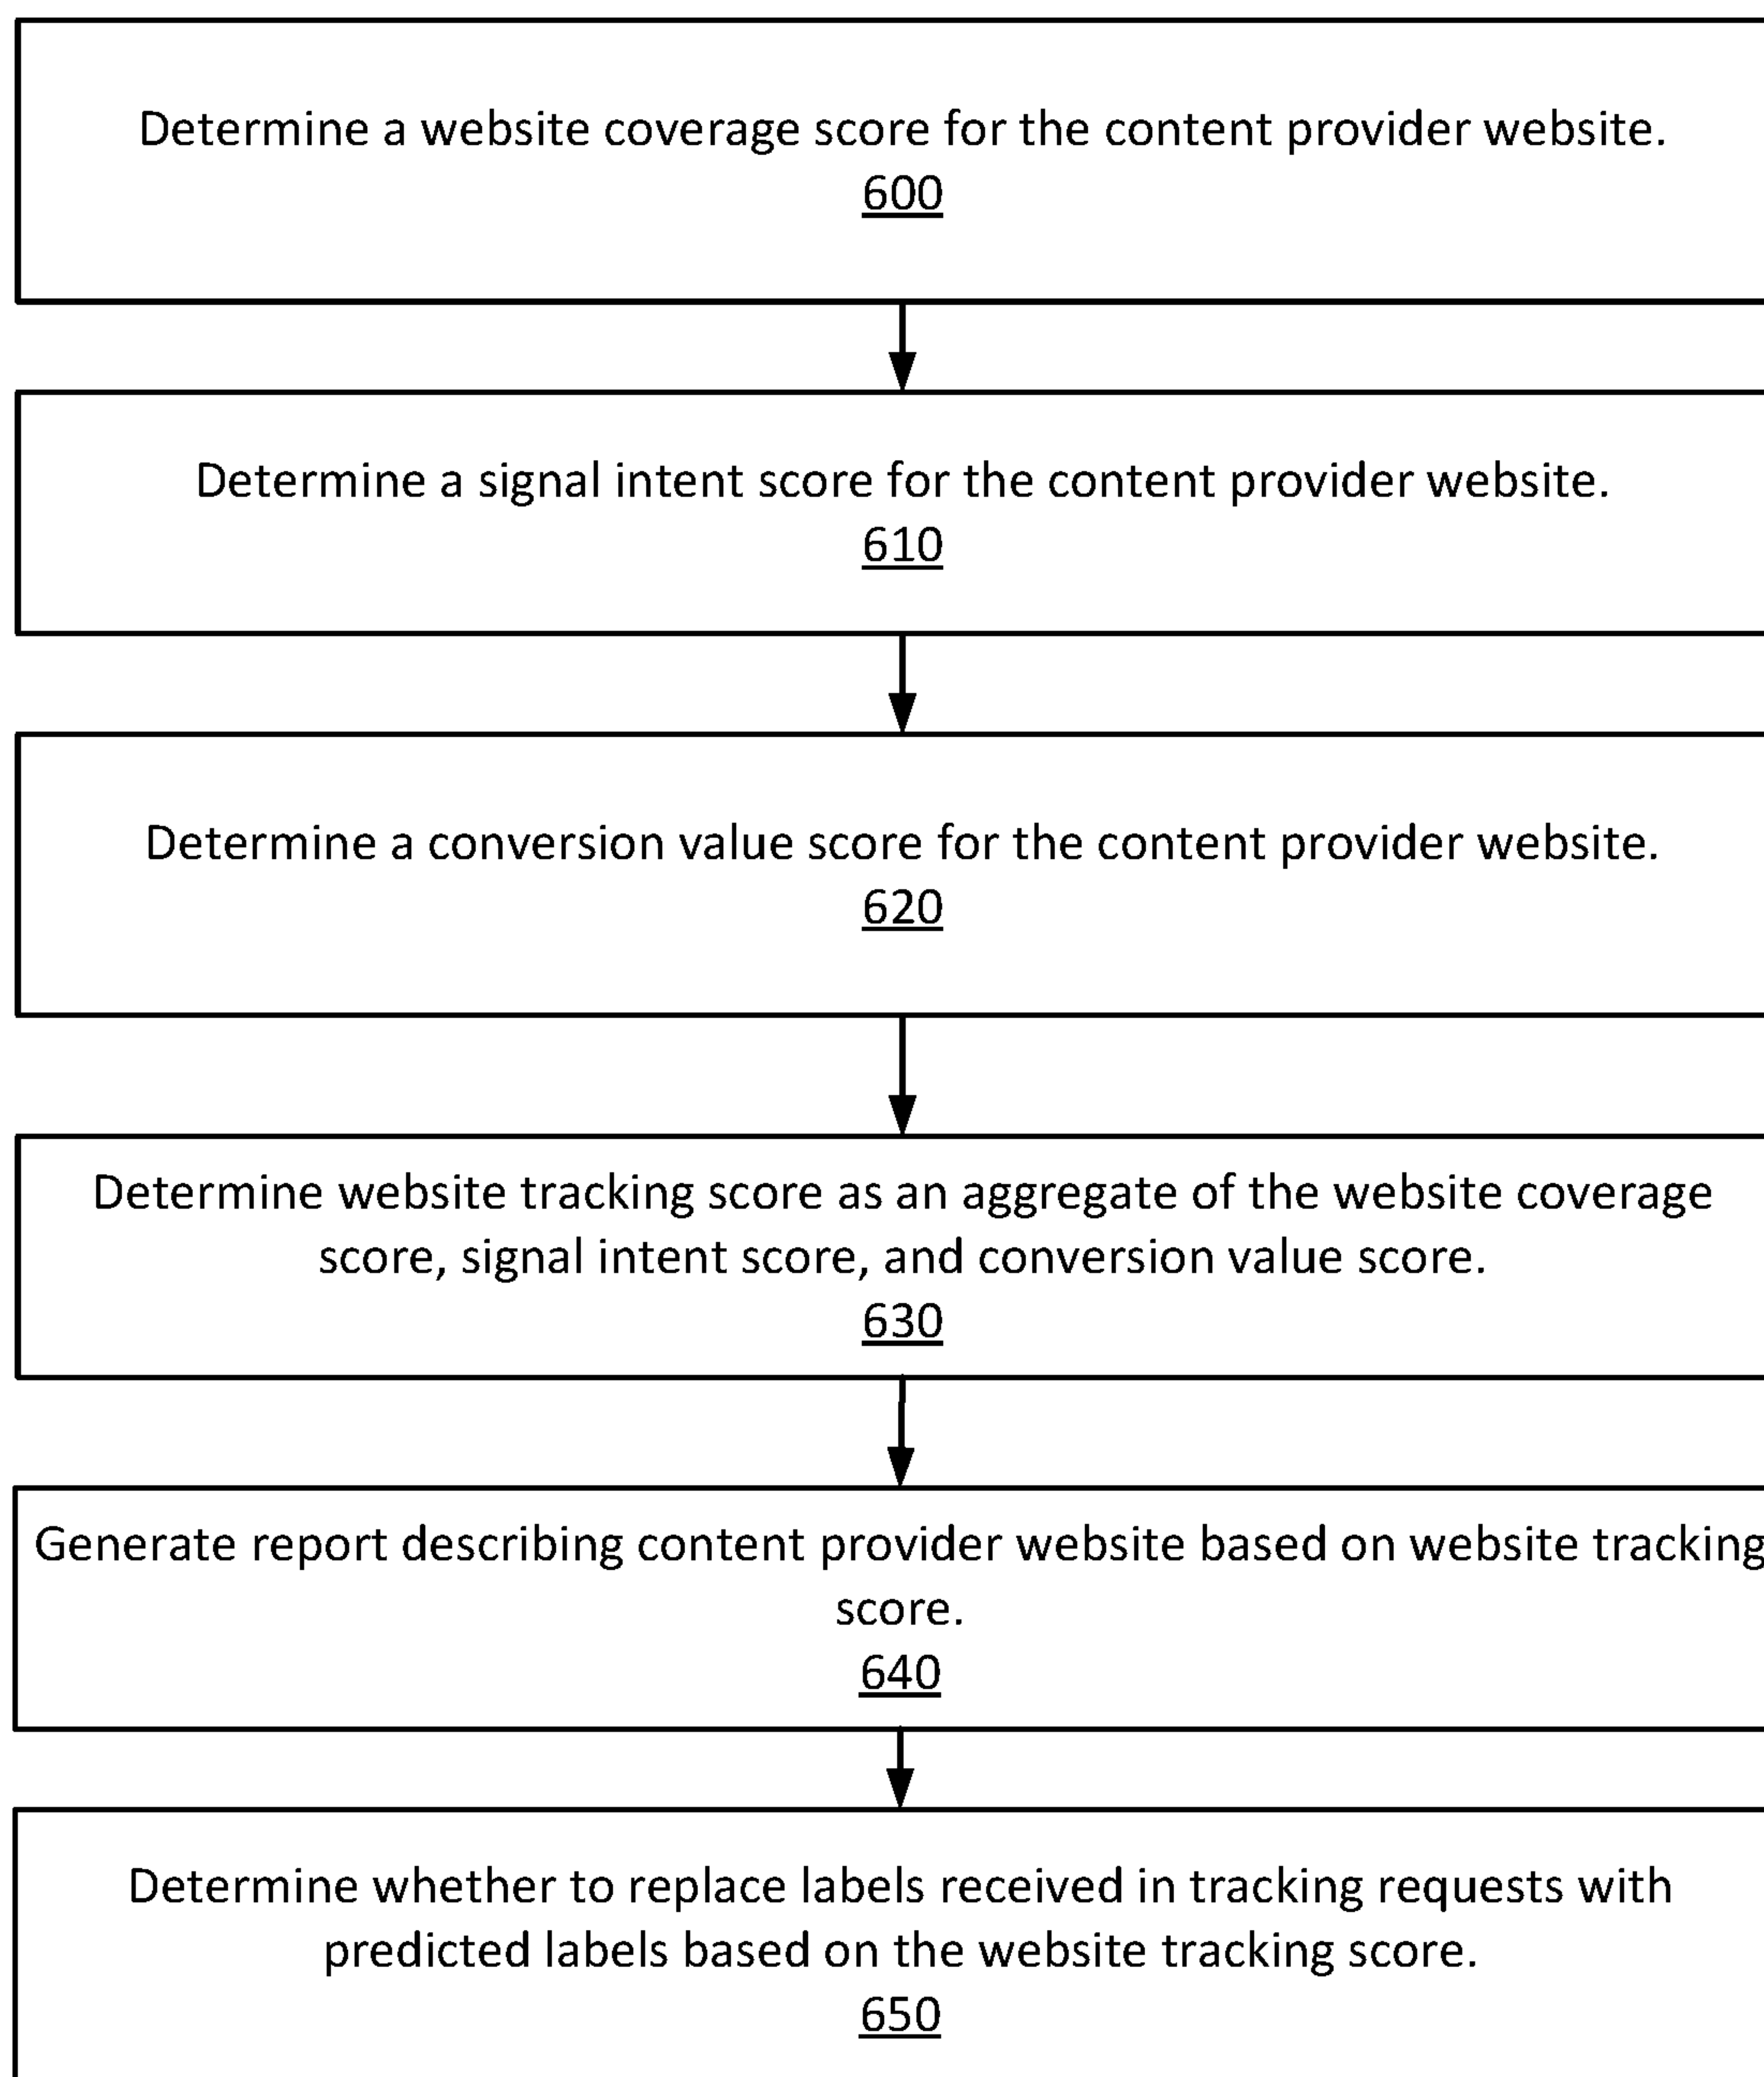 Determine a website coverage score for the content provider website.
600
Determine a signal intent score for the content provider website.
610
Determine a conversion value score for the content provider website.
620
Determine website tracking score as an aggregate of the website coverage
score, signal intent score, and conversion value score.
630
Generate report describing content provider website based on website tracking
score.
640
Determine whether to replace labels received in tracking requests with
predicted labels based on the website tracking score.
650